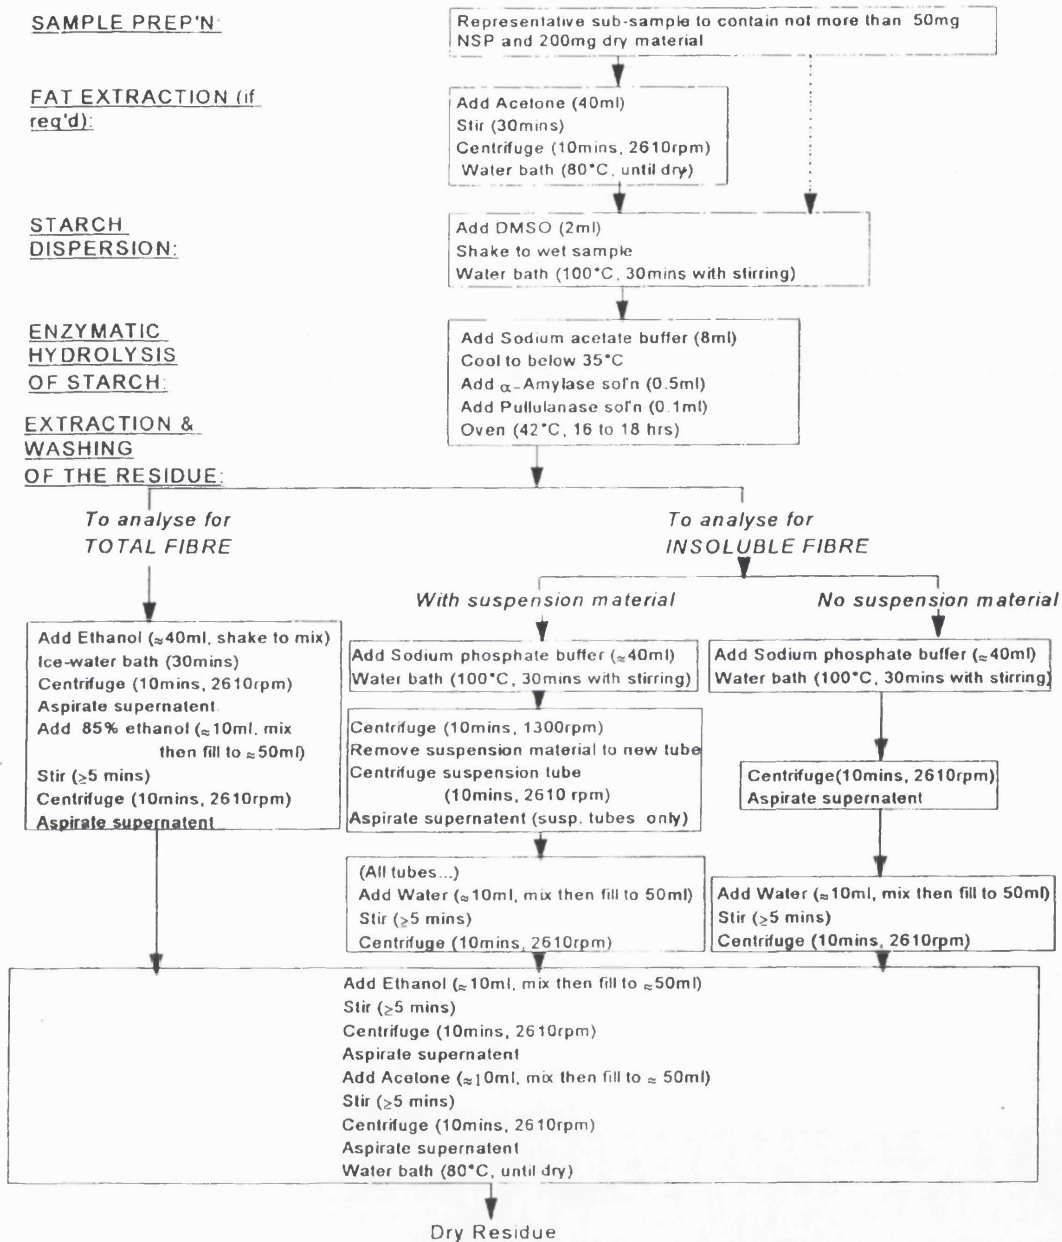 SAMPLE PREP'N:
Representative sub-sample to contain not more than 50mg
NSP and 200mg dry material
FAT EXTRACTION (if
req'd):
Add Acetone (40ml)
Stir (30mins)
Centrifuge (10mins, 2610rpm)
Water bath (80°C, until dry)
STARCH
DISPERSION:
Add DMSO (2ml)
Shake to wet sample
Water bath (100°C, 30mins with stirring)
ENZYMATIC
HYDROLYSIS
OF STARCH:
Add Sodium acetate buffer (8ml)
Cool to below 35°C
Add α-Amylase sol'n (0.5ml)
Add Pullulanase sol'n (0.1ml)
Oven (42°C, 16 to 18 hrs)
EXTRACTION &
WASHING
OF THE RESIDUE:
To analyse for
TOTAL FIBRE
To analyse for
INSOLUBLE FIBRE
With suspension material
No suspension material
Add Ethanol (≈40ml, shake to mix)
Ice-water bath (30mins)
Centrifuge (10mins, 2610rpm)
Aspirate supernatent
Add 85% ethanol (≈10ml, mix
then fill to ≈50ml)
Stir (≥5 mins)
Centrifuge (10mins, 2610rpm)
Aspirate supernatent
Add Sodium phosphate buffer (≈40ml)
Water bath (100°C, 30mins with stirring)
Centrifuge (10mins, 1300rpm)
Remove suspension material to new tube
Centrifuge suspension tube
(10mins, 2610 rpm)
Aspirate supernatent (susp. tubes only)
(All tubes...)
Add Water (≈10ml, mix then fill to 50ml)
Stir (≥5 mins)
Centrifuge (10mins, 2610rpm)
Add Sodium phosphate buffer (≈40ml)
Water bath (100°C, 30mins with stirring)
Centrifuge(10mins, 2610rpm)
Aspirate supernatent
Add Water (≈10ml, mix then fill to 50ml)
Stir (≥5 mins)
Centrifuge (10mins, 2610rpm)
Add Ethanol (≈10ml, mix then fill to ≈50ml)
Stir (≥5 mins)
Centrifuge (10mins, 2610rpm)
Aspirate supernatent
Add Acetone (≈10ml, mix then fill to ≈ 50ml)
Stir (≥5 mins)
Centrifuge (10mins, 2610rpm)
Aspirate supernatent
Water bath (80°C, until dry)
Dry Residue